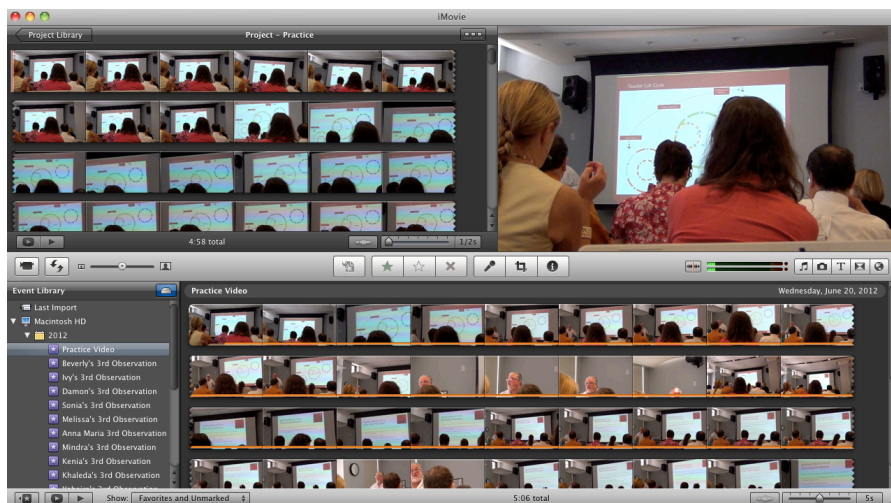 iMovie
Project Library
Project - Practice
4:58 total
1/2s
Event Library
Practice Video
Wednesday, June 20, 2012
Last Import
Macintosh HD
2012
Practice Video
Beverly's 3rd Observation
Ivy's 3rd Observation
Damon's 3rd Observation
Sonia's 3rd Observation
Melissa's 3rd Observation
Anna Maria 3rd Observation
Mindra's 3rd Observation
Kenia's 3rd Observation
Khaleda's 3rd Observation
Show: Favorites and Unmarked
5:06 total
5s